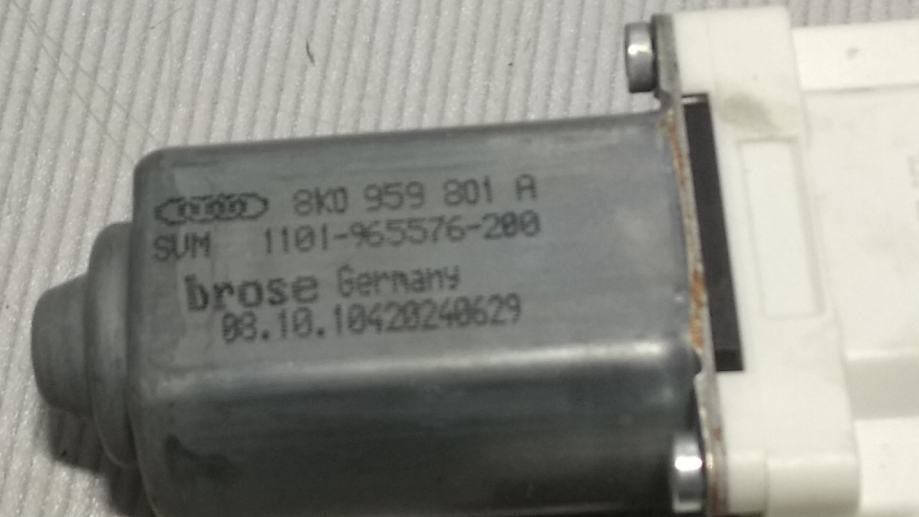 8K0 959 801 A
SVM 1101-965576-200
brose Germany
08.10.10420240629